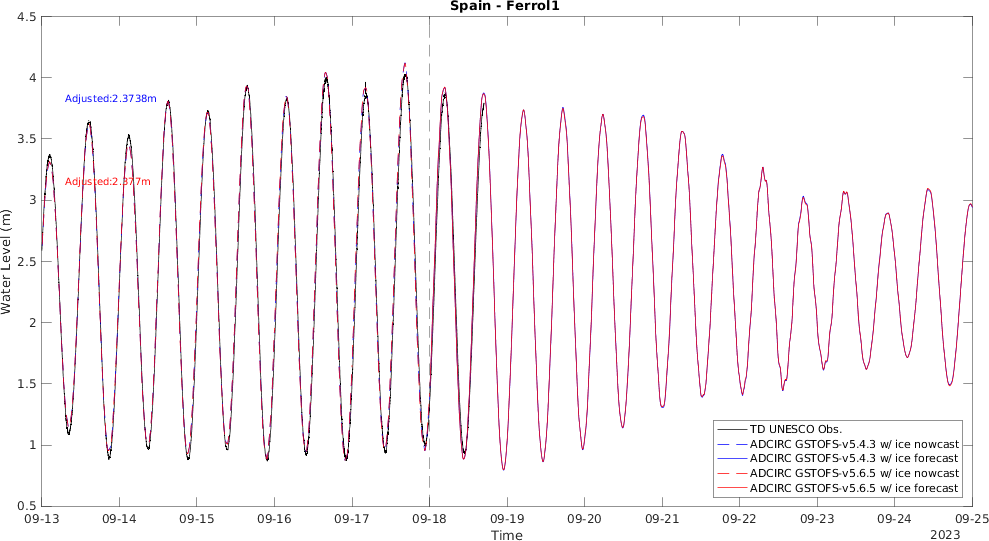 Spain - Ferrol1
Water Level (m)
4.5
4
3.5
3
2.5
2
1.5
1
0.5
Adjusted:2.3738m
Adjusted:2.377m
TD UNESCO Obs.
ADCIRC GSTOFS-v5.4.3 w/ ice nowcast
ADCIRC GSTOFS-v5.4.3 w/ ice forecast
ADCIRC GSTOFS-v5.6.5 w/ ice nowcast
ADCIRC GSTOFS-v5.6.5 w/ ice forecast
09-13 09-14 09-15 09-16 09-17 09-18 09-19 09-20 09-21 09-22 09-23 09-24 09-25
Time
2023